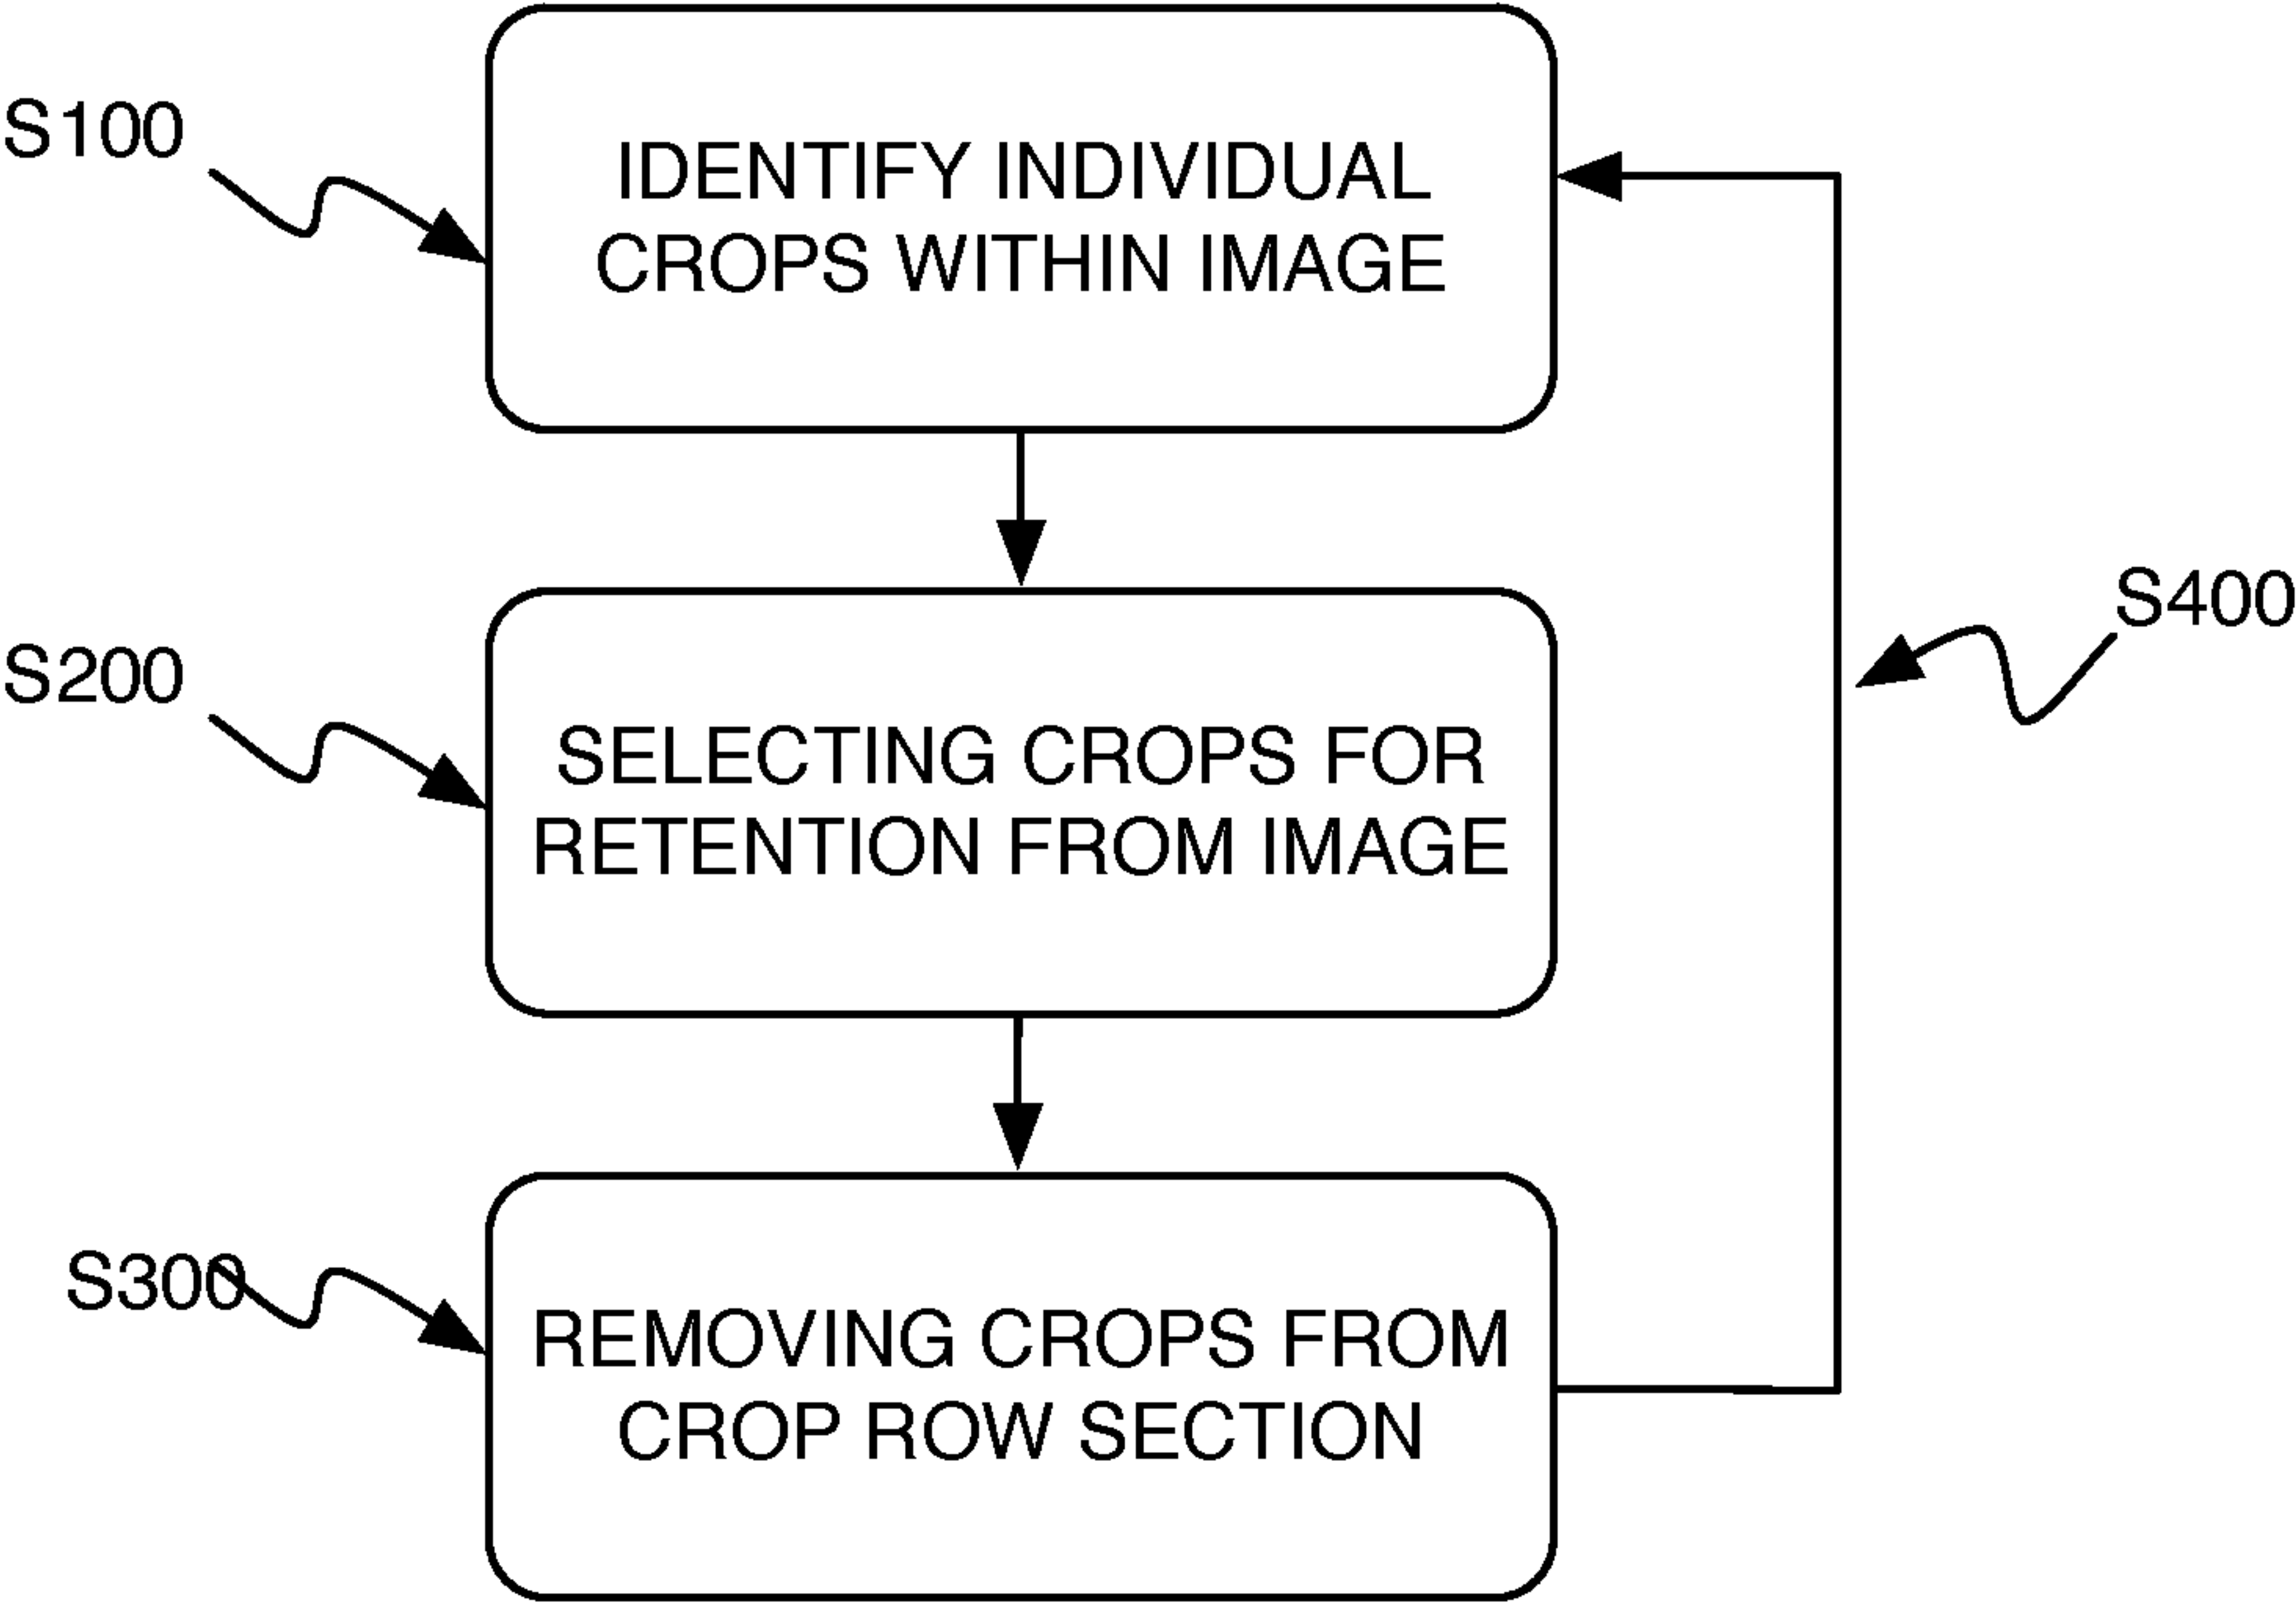 S100
IDENTIFY INDIVIDUAL
CROPS WITHIN IMAGE
S400
S200
SELECTING CROPS FOR
RETENTION FROM IMAGE
S300
REMOVING CROPS FROM
CROP ROW SECTION